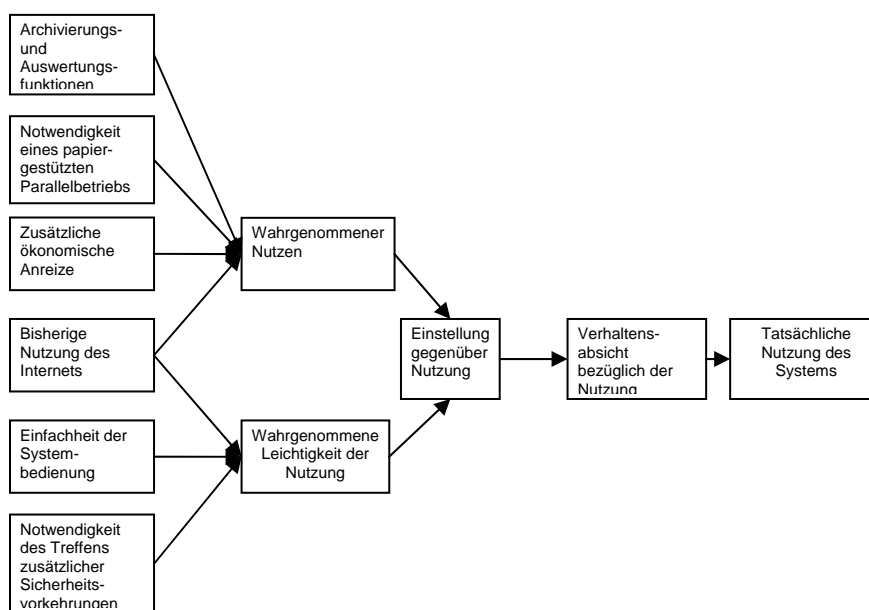 Archivierungs-
und
Auswertungs-
funktionen
Notwendigkeit
eines papier-
gestützten
Parallelbetriebs
Zusätzliche
ökonomische
Anreize
Bisherige
Nutzung des
Internets
Einfachheit der
System-
bedienung
Notwendigkeit
des Treffens
zusätzlicher
Sicherheits-
vorkehrungen
Wahrgenommener
Nutzen
Wahrgenommene
Leichtigkeit der
Nutzung
Einstellung
gegenüber
Nutzung
Verhaltens-
absicht
bezüglich der
Nutzung
Tatsächliche
Nutzung des
Systems